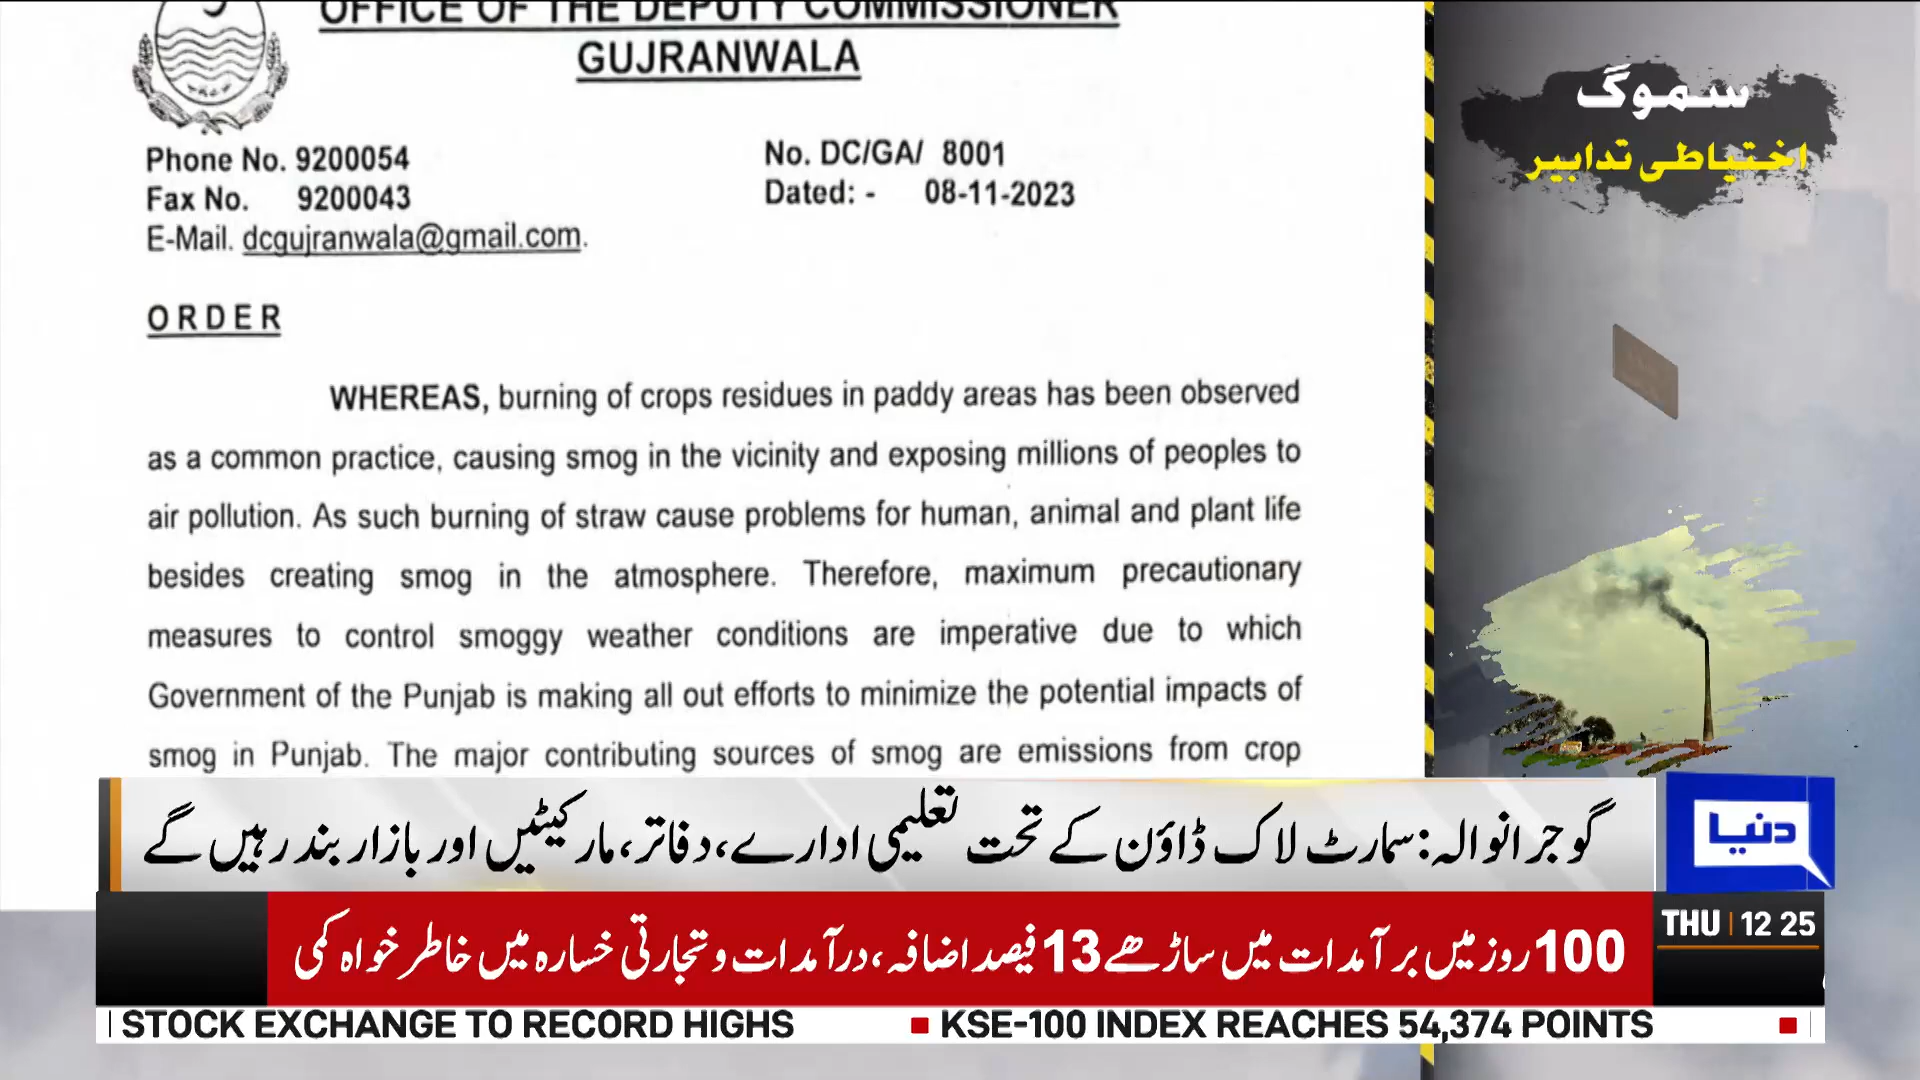 OFFICE OF THE DEPUTY COMMISSIONER
GUJRANWALA
Phone No. 9200054
Fax No. 9200043
E-Mail. dcgujranwala@gmail.com.
No. DC/GA/ 8001
Dated: - 08-11-2023
ORDER
WHEREAS, burning of crops residues in paddy areas has been observed
as a common practice, causing smog in the vicinity and exposing millions of peoples to
air pollution. As such burning of straw cause problems for human, animal and plant life
besides creating smog in the atmosphere. Therefore, maximum precautionary
measures to control smoggy weather conditions are imperative due to which
Government of the Punjab is making all out efforts to minimize the potential impacts of
smog in Punjab. The major contributing sources of smog are emissions from crop
سموگ
اختیاطی تدابیر
گوجرانوالہ:سمارٹ لاک ڈاؤن کے تحت تعلیمی ادارے،دفاتر،مارکیٹیں اور بازار بند رہیں گے
دنیا
100 روز میں برآمدات میں ساڑھے 13 فیصد اضافہ،درآمدات و تجارتی خسارہ میں خاطر خواہ کمی
THU | 12 25
STOCK EXCHANGE TO RECORD HIGHS
KSE-100 INDEX REACHES 54,374 POINTS